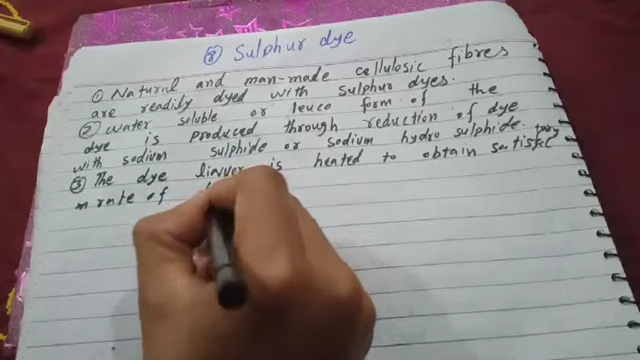 ⑧ Sulphur dye
① Natural and man-made cellulosic fibres
are readily dyed with sulphur dyes.
② Water soluble or leuco form of the
dye is produced through reduction of dye
with sodium sulphide or sodium hydro sulphide.
③ The dye liquor is heated to obtain satisfac tory
rate of